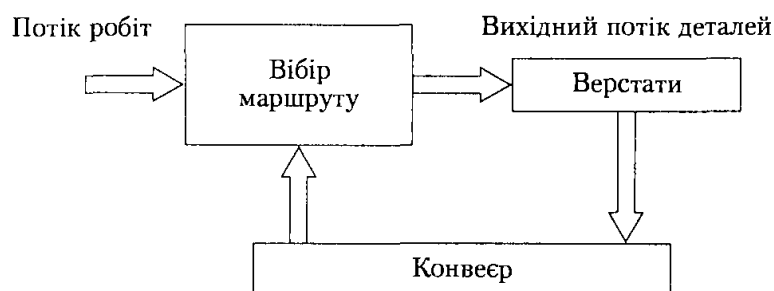 Потік робіт
Вихідний потік деталей
Вібір
маршруту
Верстати
Конвеєр